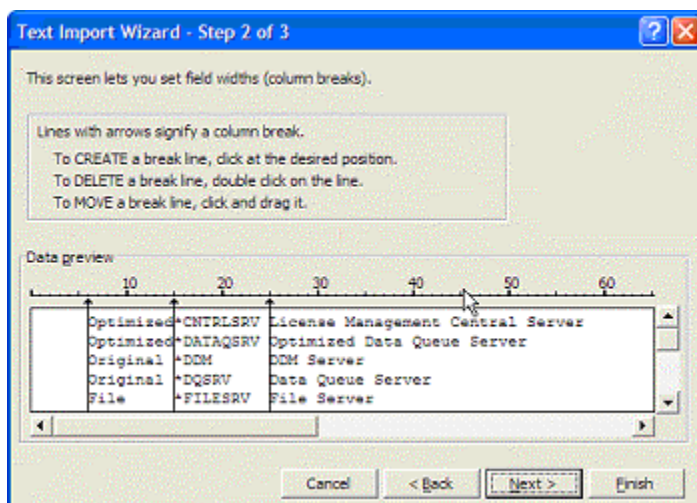 Text Import Wizard - Step 2 of 3
This screen lets you set field widths (column breaks).
Lines with arrows signify a column break.
To CREATE a break line, click at the desired position.
To DELETE a break line, double click on the line.
To MOVE a break line, click and drag it.
Data preview
10 20 30 40 50 60
Optimized *CNTRLSRV License Management Central Server
Optimized *DATAQSRV Optimized Data Queue Server
Original *DDM DDM Server
Original *DQSRV Data Queue Server
File *FILESRV File Server
Cancel < Back Next > Finish